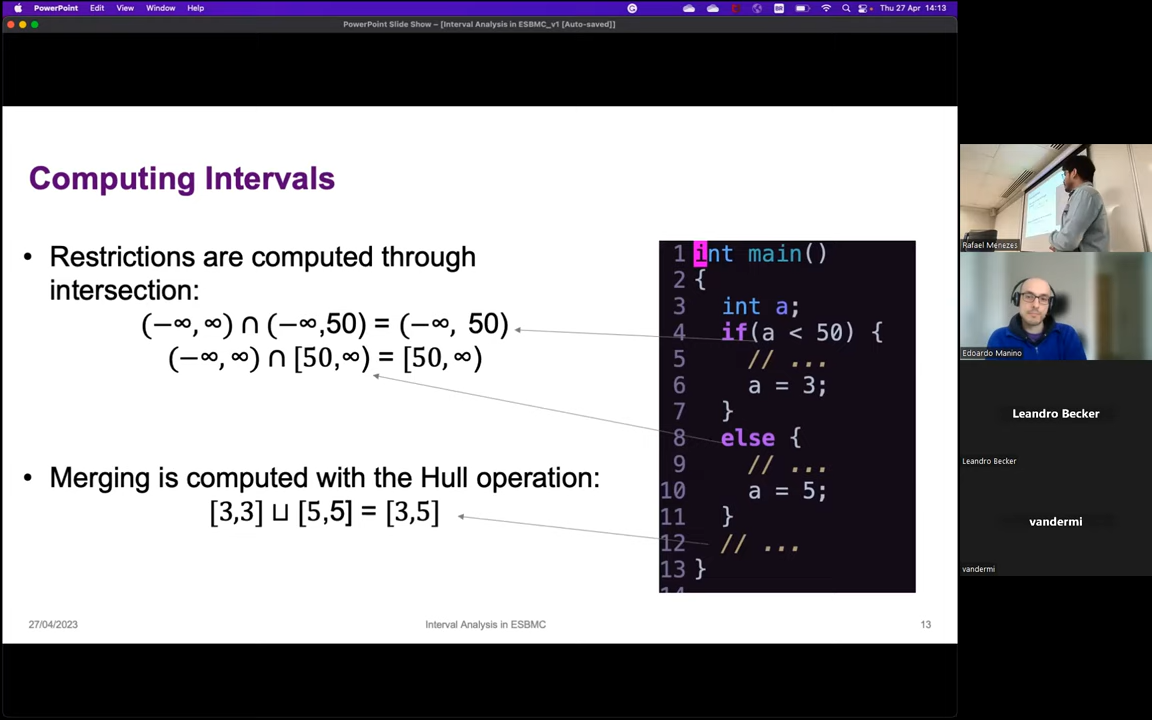 PowerPoint Edit View Window Help
BR
Thu 27 Apr 14:13
PowerPoint Slide Show – [Interval Analysis in ESBMC_v1 [Auto-saved]]
Computing Intervals
• Restrictions are computed through
intersection:
(−∞, ∞) ∩ (−∞,50) = (−∞, 50)
(−∞, ∞) ∩ [50,∞) = [50, ∞)
• Merging is computed with the Hull operation:
[3,3] ⊔ [5,5] = [3,5]
1 int main()
2 {
3 int a;
4 if(a < 50) {
5 // ...
6 a = 3;
7 }
8 else {
9 // ...
10 a = 5;
11 }
12 // ...
13 }
14
27/04/2023
Interval Analysis in ESBMC
13
Rafael Menezes
Edoardo Manino
Leandro Becker
Leandro Becker
vandermi
vandermi